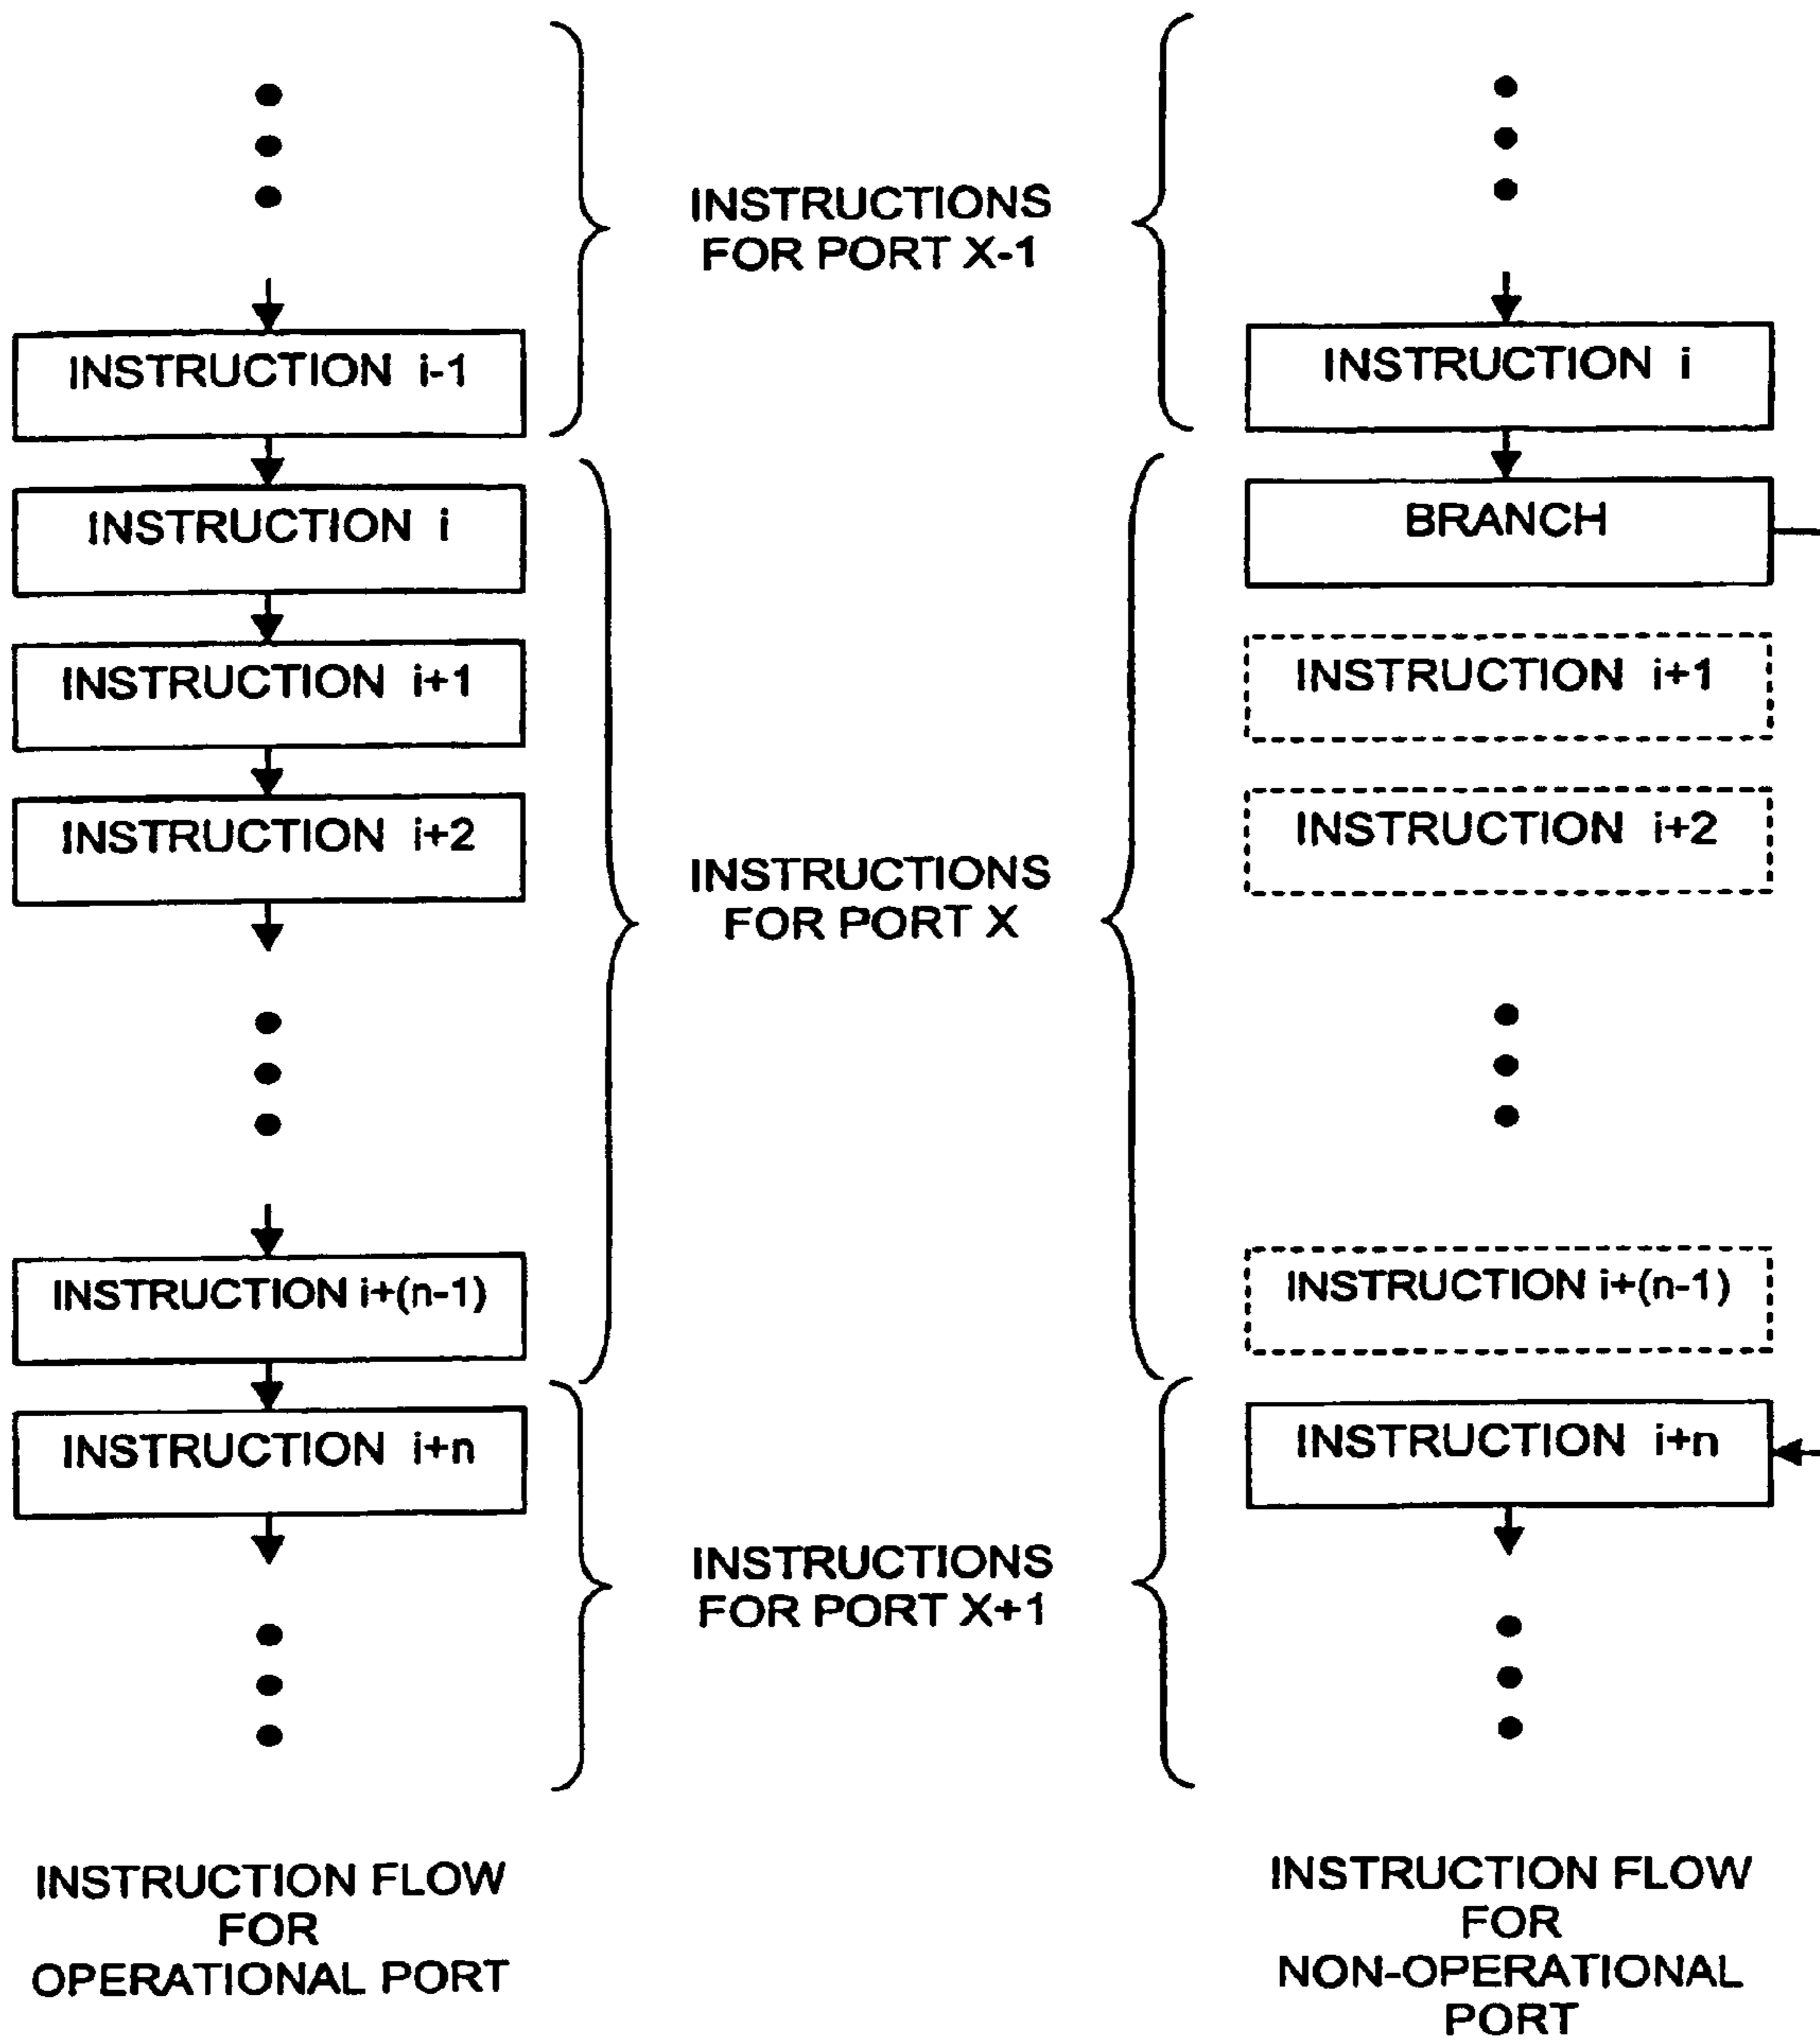 INSTRUCTIONS
FOR PORT X-1
INSTRUCTION i-1
INSTRUCTION i
INSTRUCTION i
BRANCH
INSTRUCTION i+1
INSTRUCTION i+1
INSTRUCTION i+2
INSTRUCTION i+2
INSTRUCTIONS
FOR PORT X
INSTRUCTION i+(n-1)
INSTRUCTION i+(n-1)
INSTRUCTION i+n
INSTRUCTION i+n
INSTRUCTIONS
FOR PORT X+1
INSTRUCTION FLOW
FOR
OPERATIONAL PORT
INSTRUCTION FLOW
FOR
NON-OPERATIONAL
PORT